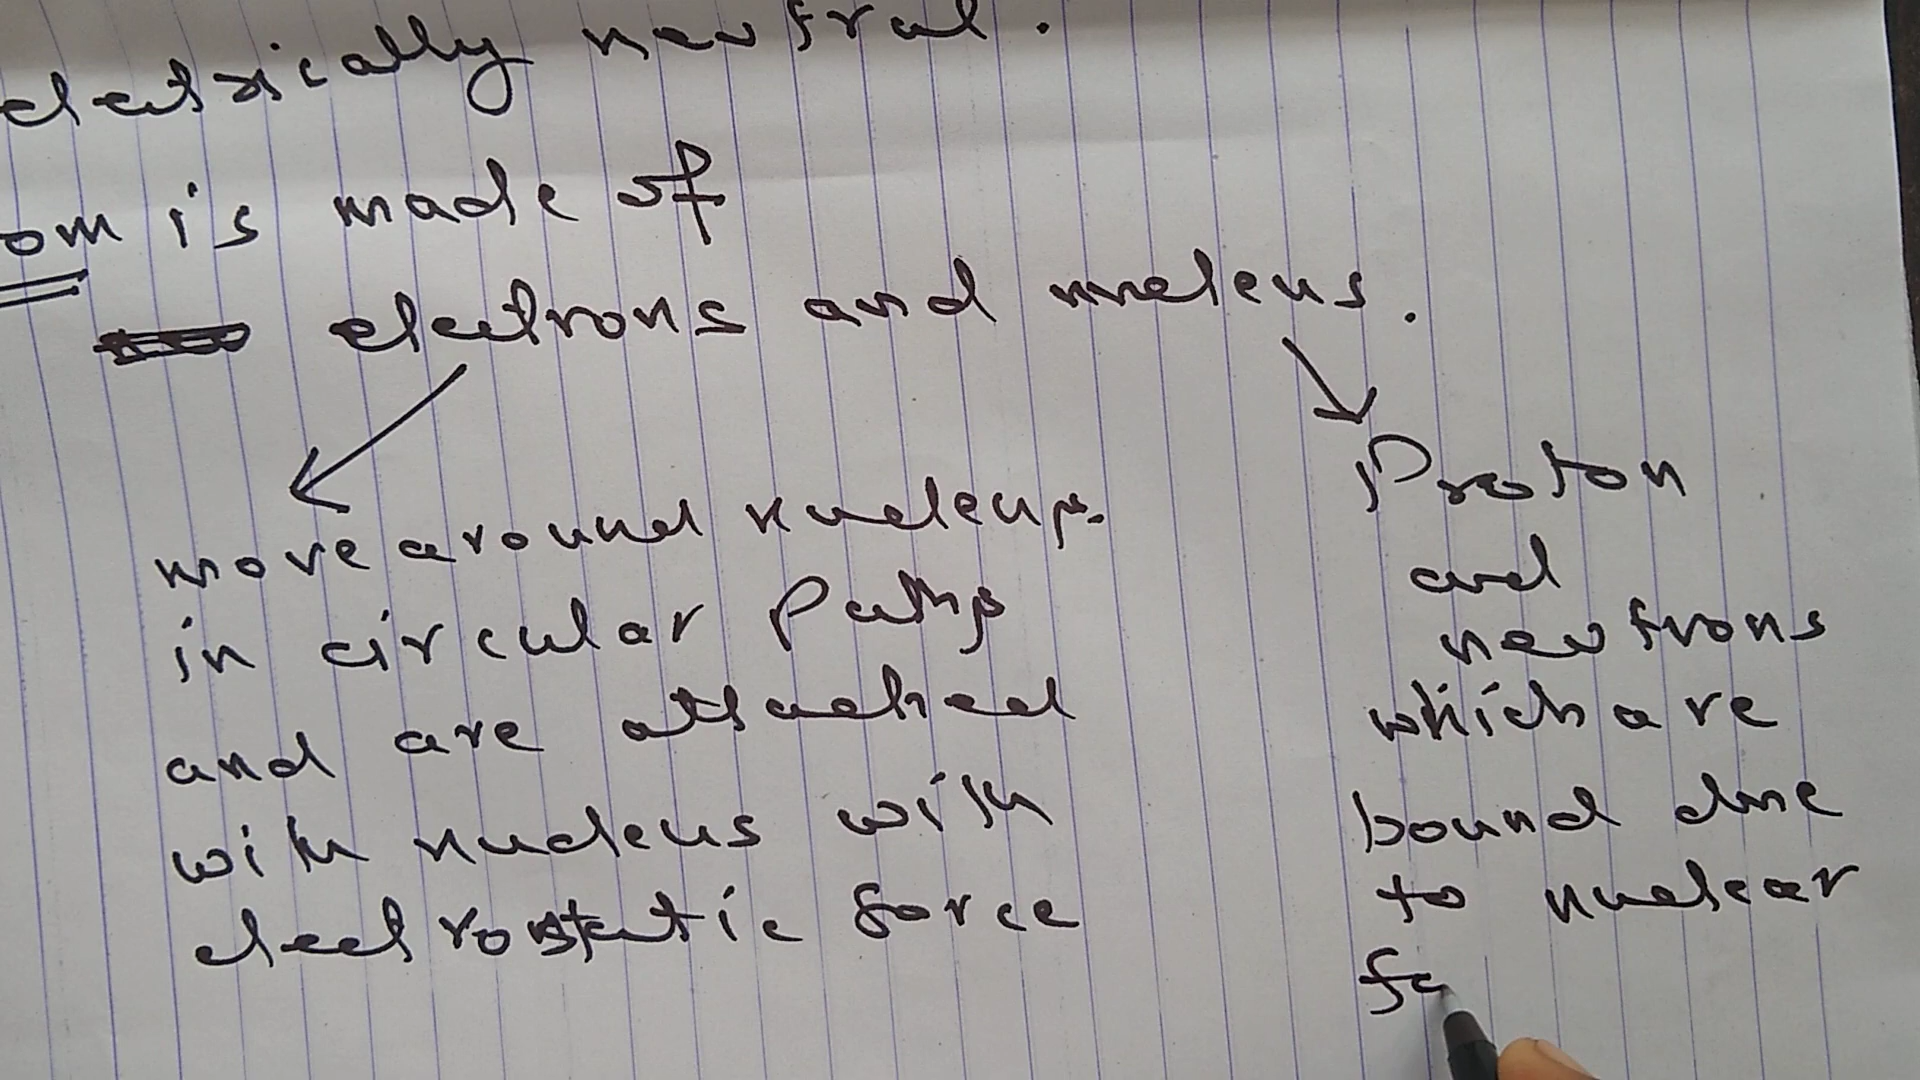 electrically neutral.
om is made of
electrons and nucleus.
move around nucleus
in circular paths
and are attached
with nucleus with
electrostatic force
Proton
and
neutrons
which are
bound due
to nuclear
fo